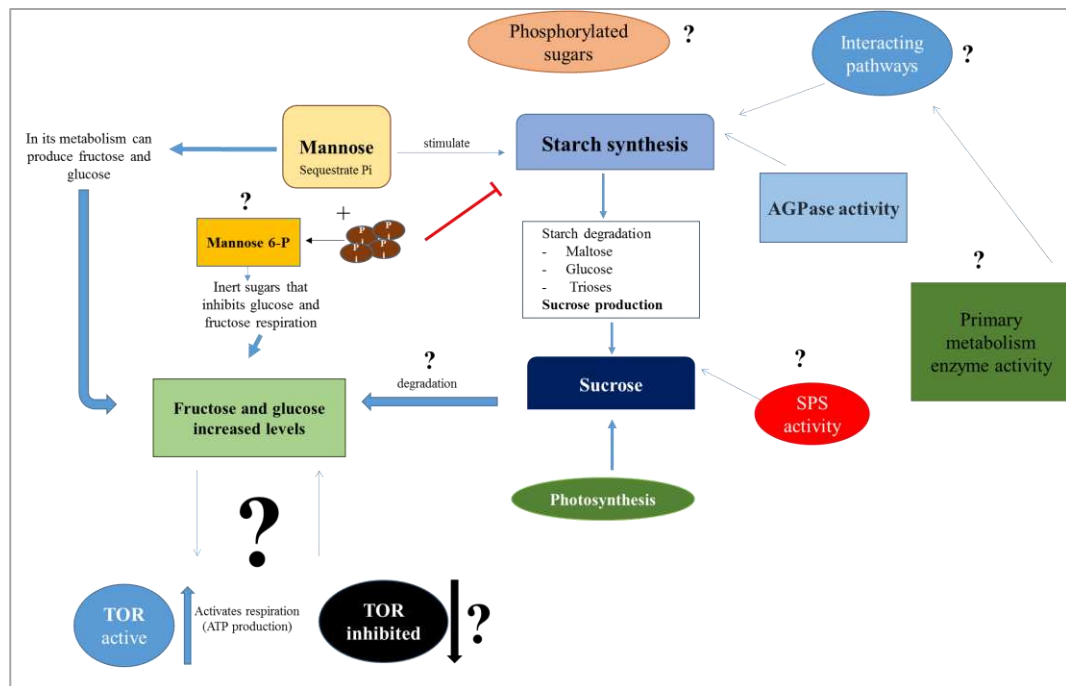 Phosphorylated
sugars
?
Interacting
pathways
?
In its metabolism can
produce fructose and
glucose
Mannose
Sequestrate Pi
stimulate
Starch synthesis
AGPase activity
?
Mannose 6-P
+
P
i
P
i
P
i
P
i
Inert sugars that
inhibits glucose and
fructose respiration
Starch degradation
- Maltose
- Glucose
- Trioses
Sucrose production
?
Primary
metabolism
enzyme activity
?
degradation
Sucrose
?
SPS
activity
Fructose and glucose
increased levels
Photosynthesis
?
TOR
active
Activates respiration
(ATP production)
TOR
inhibited
?